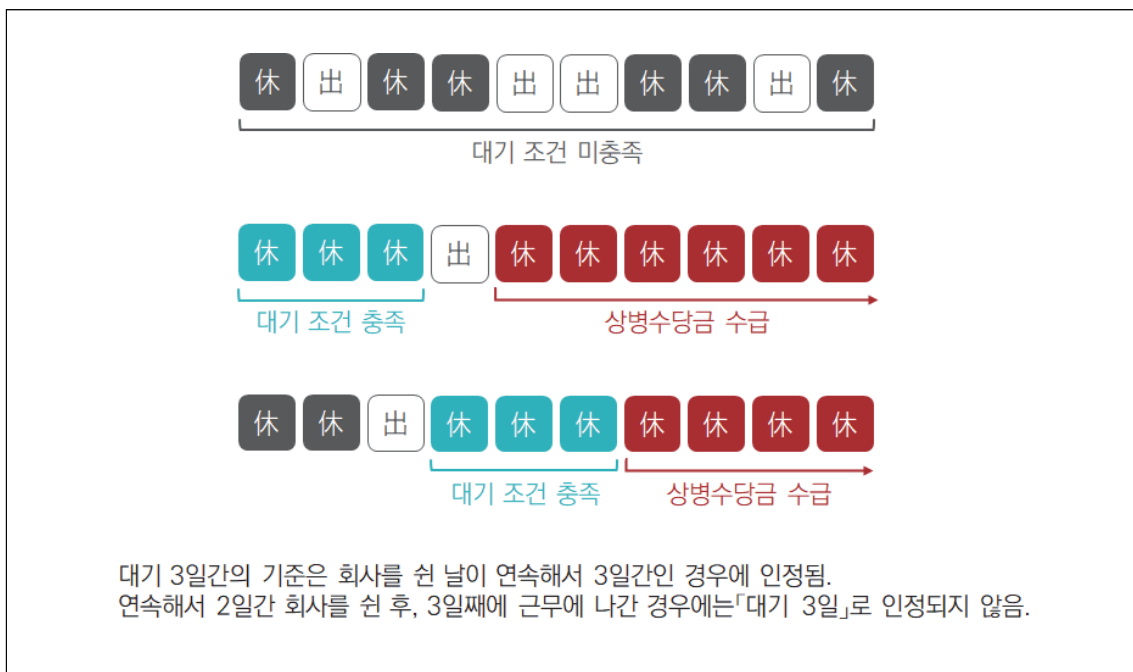 休 出 休 休 出 出 休 休 出 休
대기 조건 미충족
休 休 休 出 休 休 休 休 休 休
대기 조건 충족 상병수당금 수급
休 休 出 休 休 休 休 休 休 休
대기 조건 충족 상병수당금 수급
대기 3일간의 기준은 회사를 쉰 날이 연속해서 3일간인 경우에 인정됨.
연속해서 2일간 회사를 쉰 후, 3일째에 근무에 나간 경우에는「대기 3일」로 인정되지 않음.